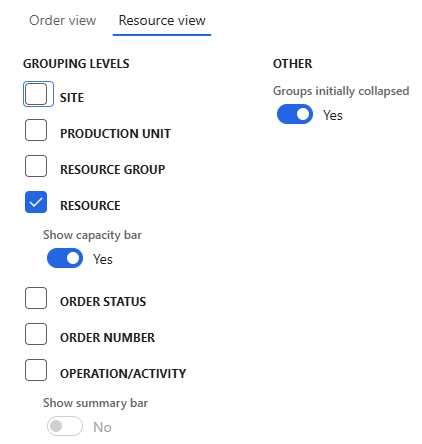 Order view Resource view
GROUPING LEVELS
SITE
PRODUCTION UNIT
RESOURCE GROUP
RESOURCE
Show capacity bar
Yes
ORDER STATUS
ORDER NUMBER
OPERATION/ACTIVITY
Show summary bar
No
OTHER
Groups initially collapsed
Yes